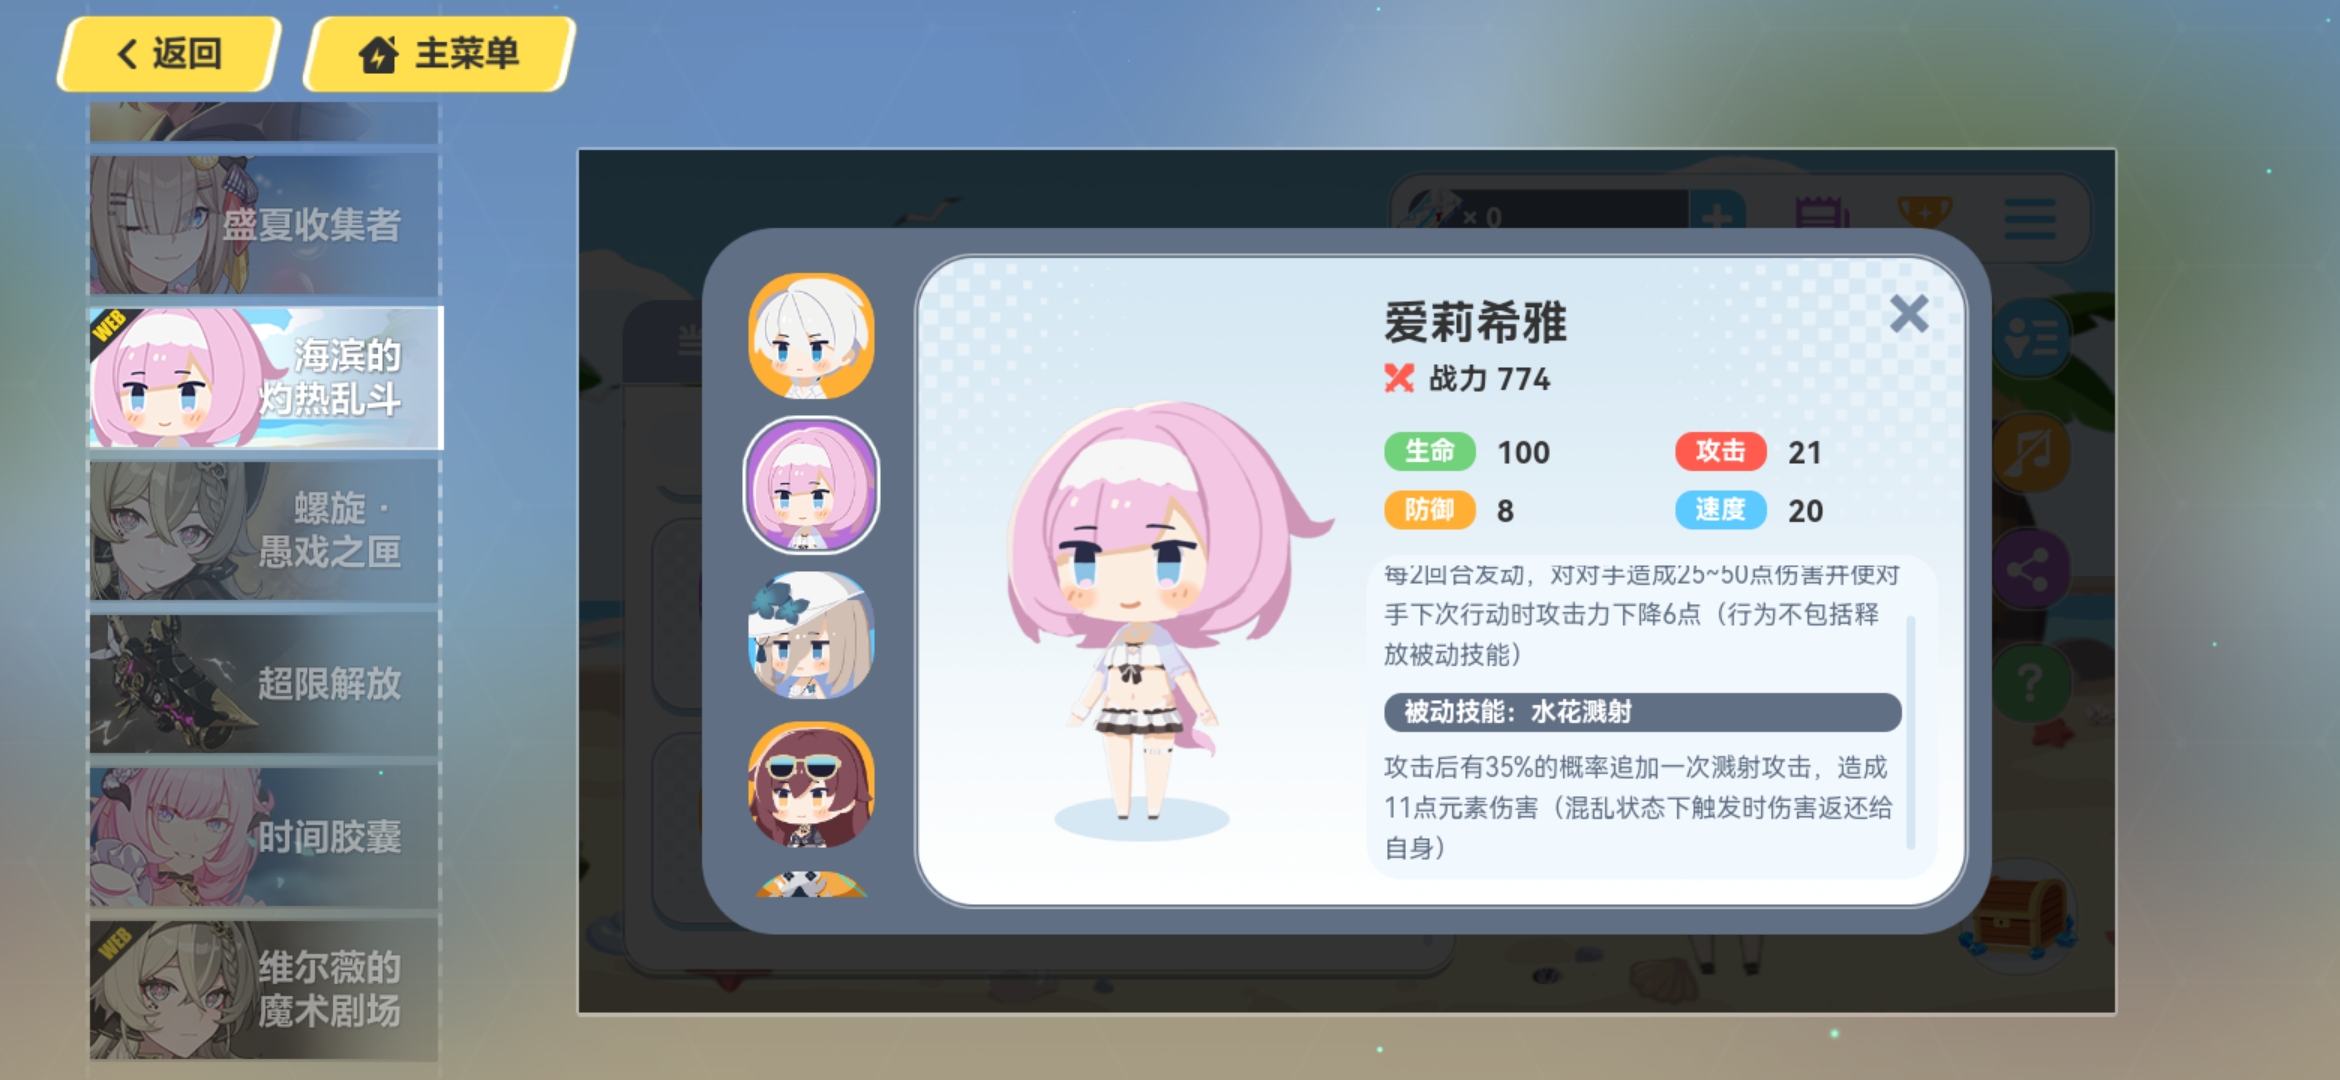 返回
主菜单
盛夏收集者
WEB
海滨的
灼热乱斗
螺旋·
愚戏之匣
超限解放
时间胶囊
WEB
维尔薇的
魔术剧场
× 0
当
爱莉希雅
战力 774
生命 100
攻击 21
防御 8
速度 20
每2回合发动，对对手造成25~50点伤害并使对
手下次行动时攻击力下降6点（行为不包括释
放被动技能）
被动技能：水花溅射
攻击后有35%的概率追加一次溅射攻击，造成
11点元素伤害（混乱状态下触发时伤害返还给
自身）
?